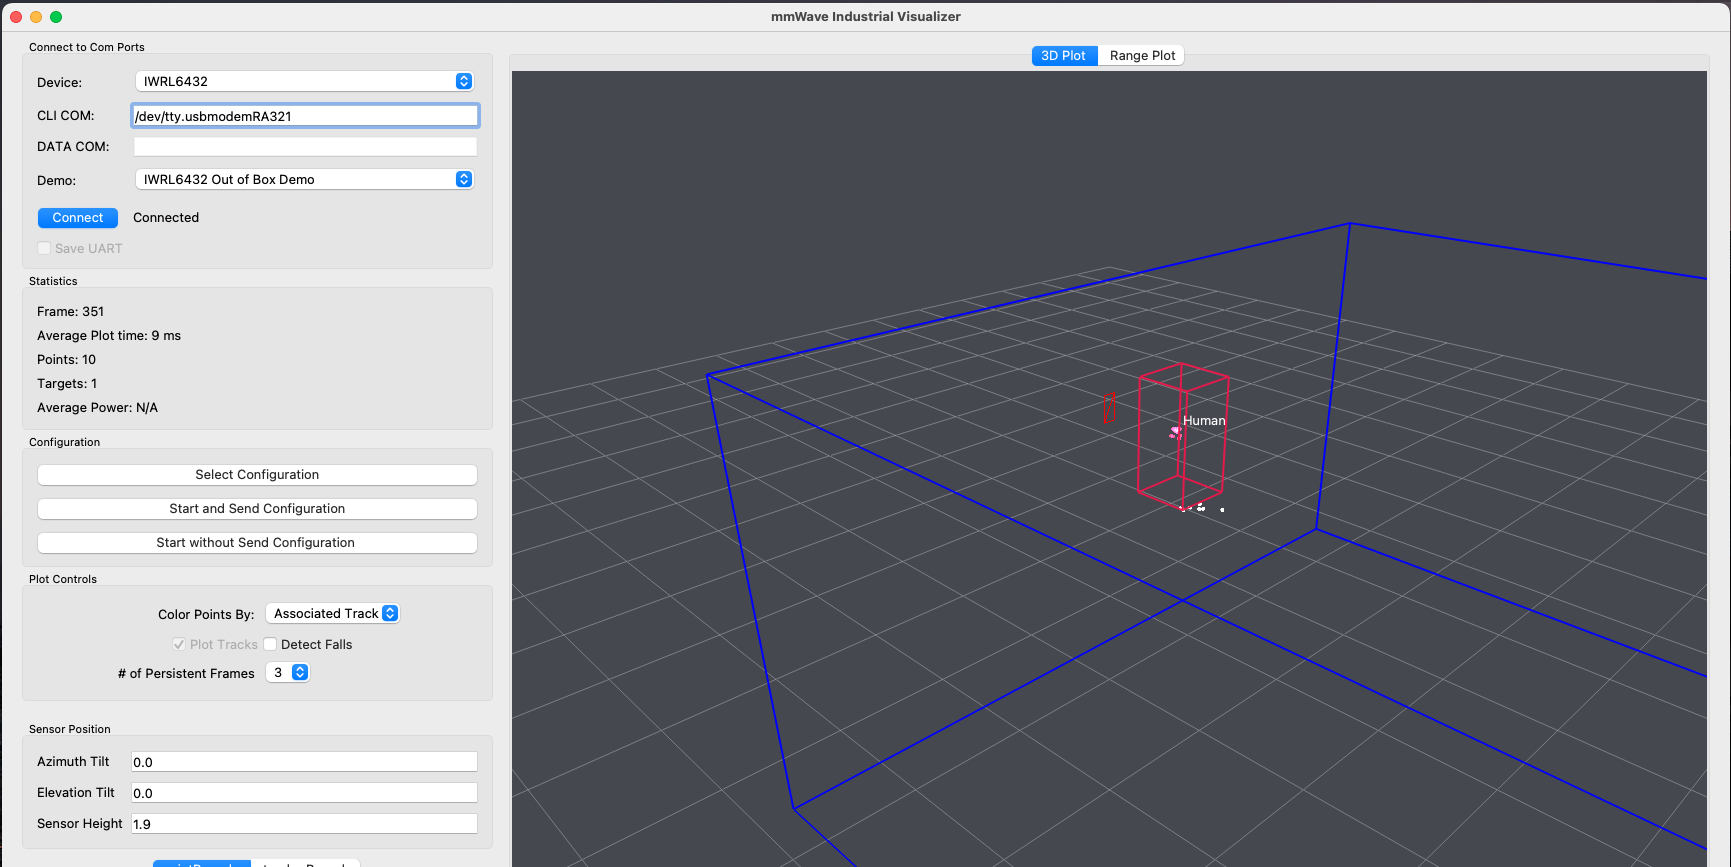 mmWave Industrial Visualizer
Connect to Com Ports
Device: IWRL6432
CLI COM: /dev/tty.usbmodemRA321
DATA COM:
Demo: IWRL6432 Out of Box Demo
Connect Connected
Save UART
Statistics
Frame: 351
Average Plot time: 9 ms
Points: 10
Targets: 1
Average Power: N/A
Configuration
Select Configuration
Start and Send Configuration
Start without Send Configuration
Plot Controls
Color Points By: Associated Track
Plot Tracks Detect Falls
# of Persistent Frames 3
Sensor Position
Azimuth Tilt 0.0
Elevation Tilt 0.0
Sensor Height 1.9
3D Plot Range Plot
Human